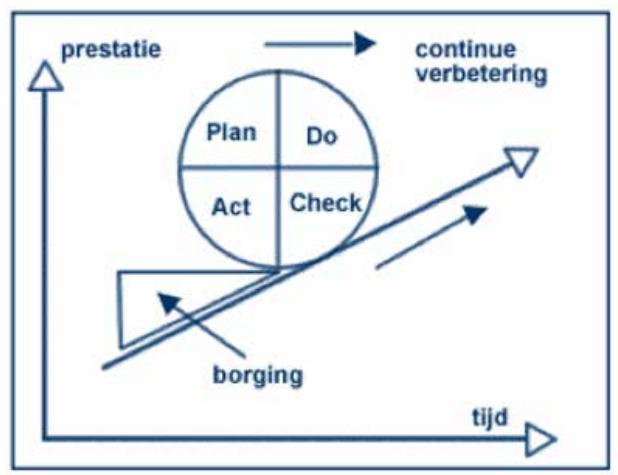 prestatie
continue
verbetering
Plan
Do
Act
Check
borging
tijd